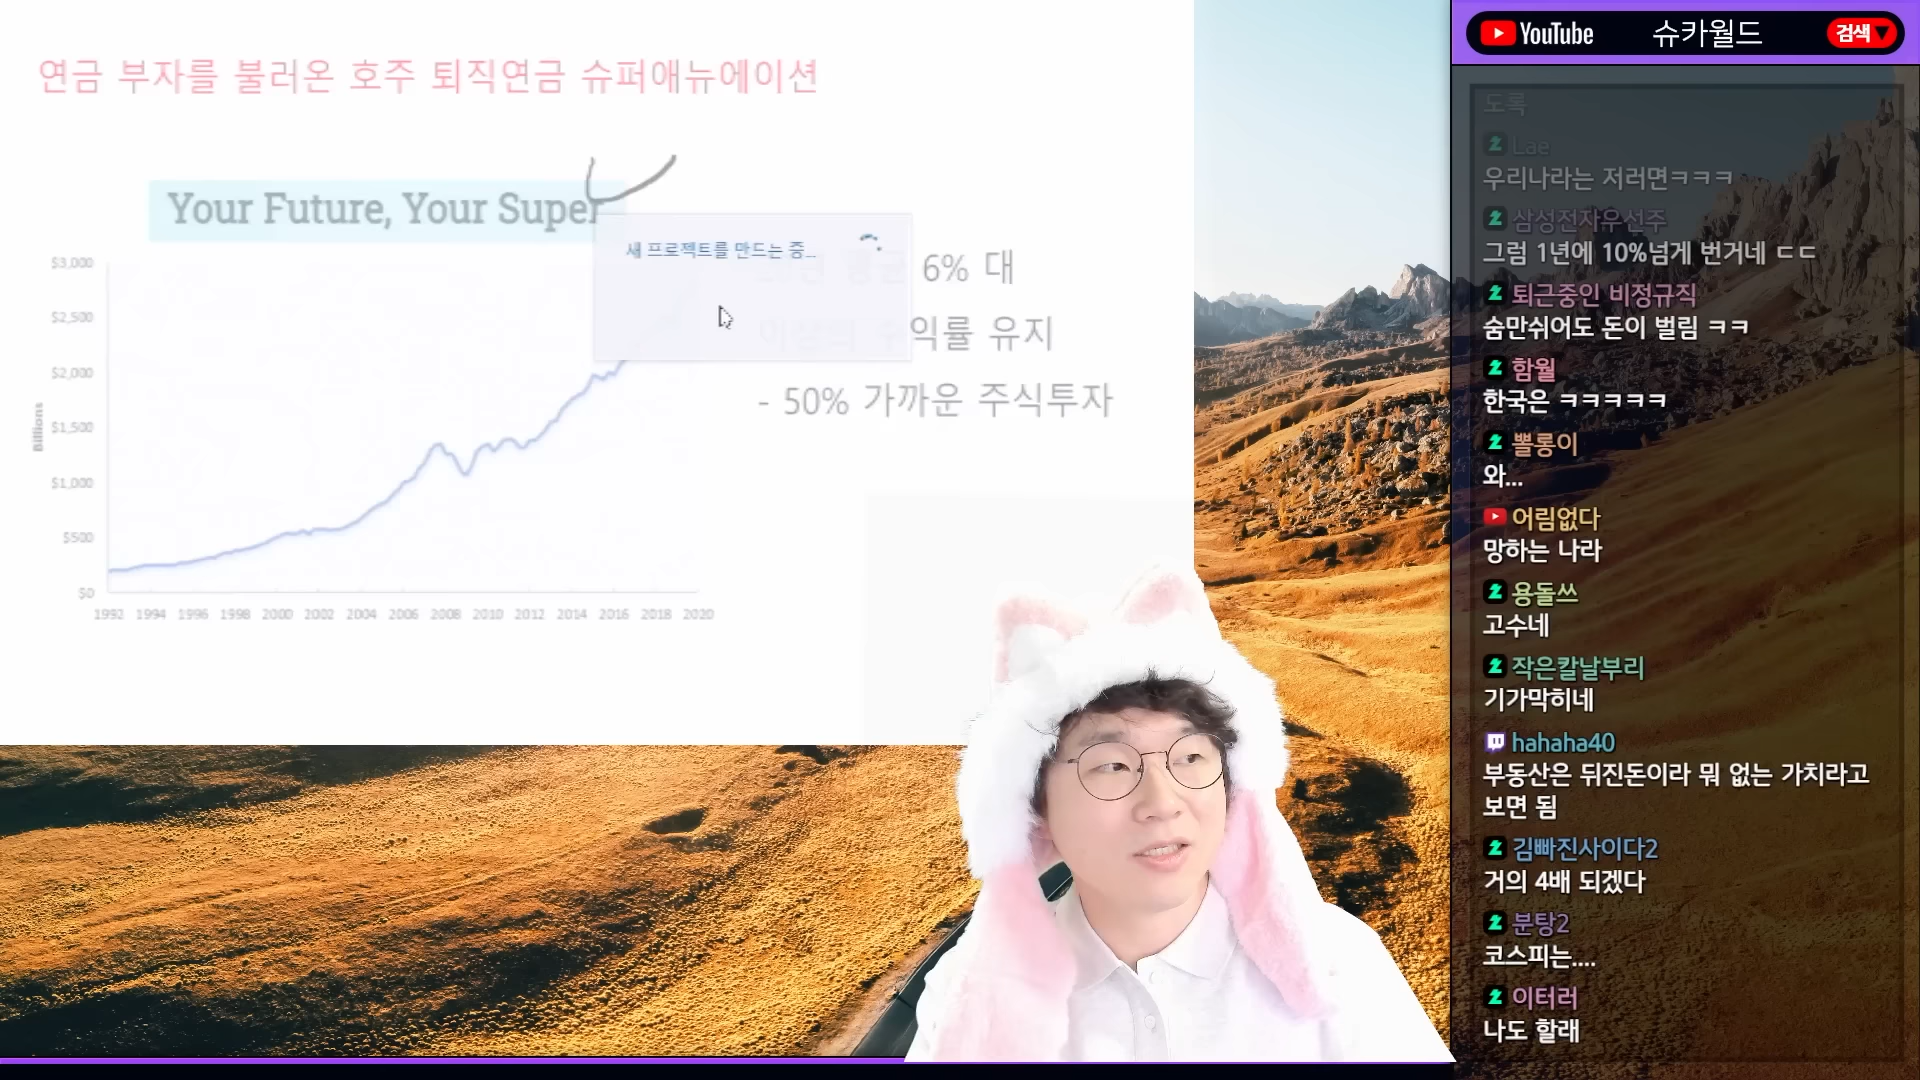 연금 부자를 불러온 호주 퇴직연금 슈퍼애뉴에이션
Your Future, Your Super
새 프로젝트를 만드는 중...
6% 대
수익률 유지
- 50% 가까운 주식투자
Billions
$3,000
$2,500
$2,000
$1,500
$1,000
$500
$0
1992 1994 1996 1998 2000 2002 2004 2006 2008 2010 2012 2014 2016 2018 2020
YouTube 슈카월드 검색▼
도록
Lae
우리나라는 저러면ㅋㅋㅋ
삼성전자유선주
그럼 1년에 10%넘게 번거네 ㄷㄷ
퇴근중인 비정규직
숨만쉬어도 돈이 벌림 ㅋㅋ
함월
한국은 ㅋㅋㅋㅋㅋ
뿔롱이
와...
어림없다
망하는 나라
용돌쓰
고수네
작은칼날부리
기가막히네
hahaha40
부동산은 뒤진돈이라 뭐 없는 가치라고
보면 됨
김빠진사이다2
거의 4배 되겠다
분탕2
코스피는....
이터러
나도 할래